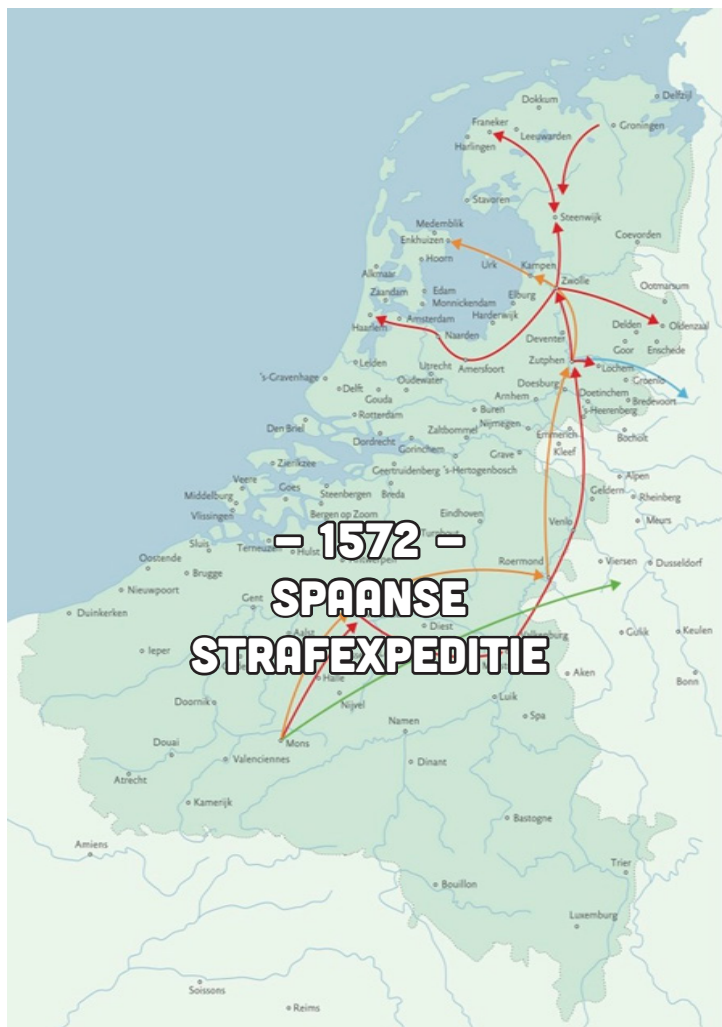 Delfzijl
Dokkum
Franeker
Groningen
Leeuwarden
Harlingen
Stavoren
Steenwijk
Medemblik
Enkhuizen
Coevorden
Hoorn
Urk
Kampen
Alkmaar
Zwolle
Ootmarsum
Zaandam
Edam
Elburg
Monnickendam
Haarlem
Amsterdam
Harderwijk
Delden
Oldenzaal
Naarden
Deventer
Goor
Enschede
Leiden
Utrecht
Amersfoort
Zutphen
Lochem
's-Gravenhage
Oudewater
Doesburg
Groenlo
Delft
Gouda
Arnhem
Doetinchem
Bredevoort
Rotterdam
Buren
's-Heerenberg
Den Briel
Zaltbommel
Nijmegen
Emmerich
Bocholt
Dordrecht
Gorinchem
Grave
Kleef
Zierikzee
Geertruidenberg
's-Hertogenbosch
Alpen
Veere
Goes
Steenbergen
Breda
Geldern
Rheinberg
Middelburg
Vlissingen
Bergen op Zoom
Eindhoven
Venlo
Meurs
– 1572 –
Turnhout
Sluis
Terneuzen
Hulst
Antwerpen
Oostende
Roermond
Viersen
Dusseldorf
Brugge
Nieuwpoort
Gent
SPAANSE
Duinkerken
Aalst
Diest
Valkenburg
Gulik
Keulen
Ieper
STRAFEXPEDITIE
Halle
Aken
Bonn
Doornik
Nijvel
Luik
Namen
Spa
Douai
Mons
Valenciennes
Dinant
Atrecht
Kamerijk
Bastogne
Amiens
Trier
Bouillon
Luxemburg
Soissons
Reims